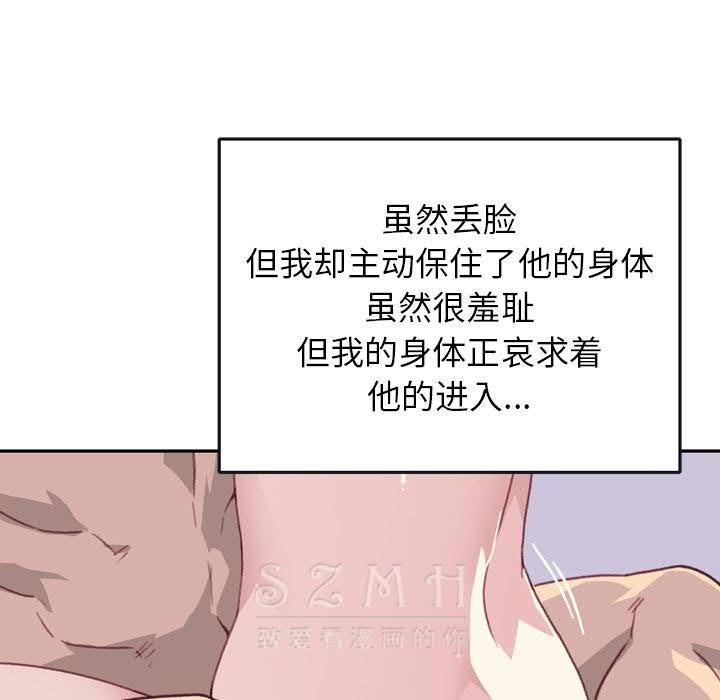 虽然丢脸
但我却主动保住了他的身体
虽然很羞耻
但我的身体正哀求着
他的进入...
SZMH
致爱看漫画的你